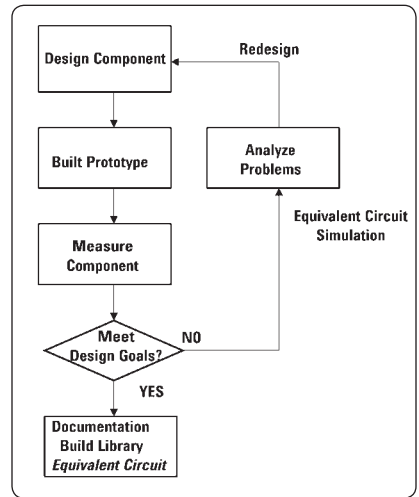 Redesign
Design Component
Built Prototype
Analyze
Problems
Equivalent Circuit
Simulation
Measure
Component
Meet
Design Goals?
NO
YES
Documentation
Build Library
Equivalent Circuit